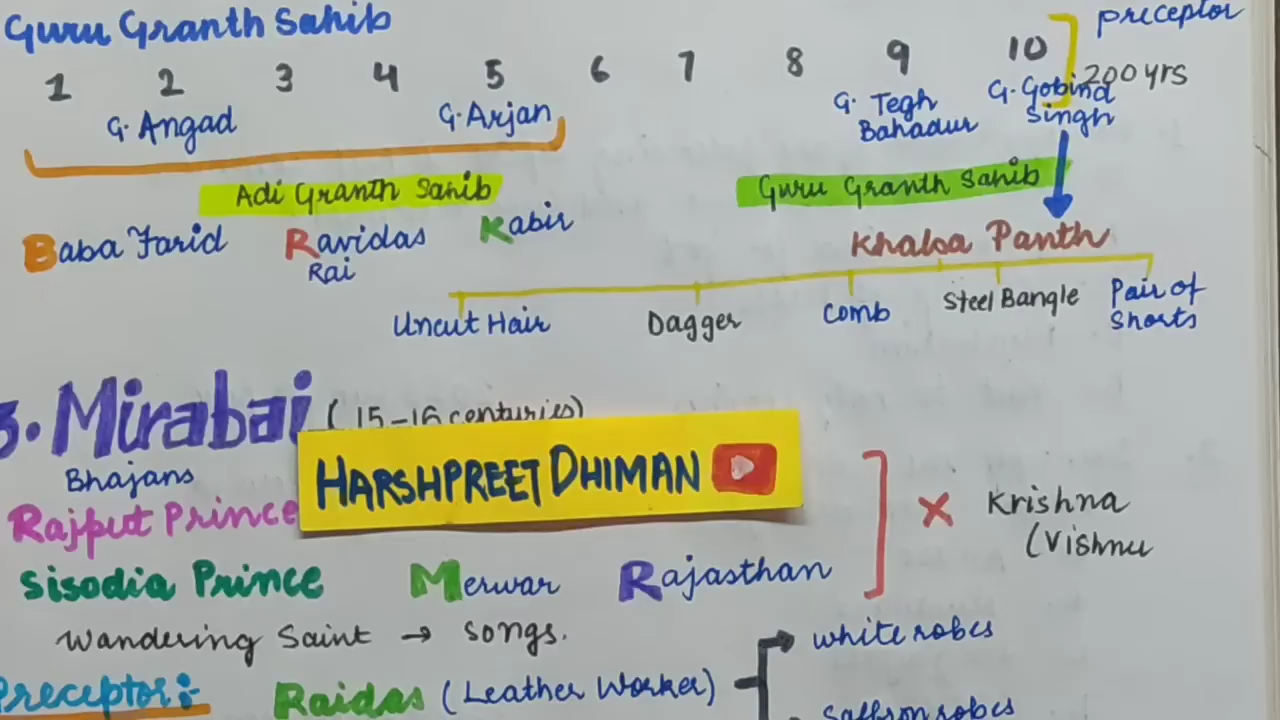 Guru Granth Sahib
preceptor
1 2 3 4 5 6 7 8 9 10
200 yrs
G. Angad G. Arjan G. Tegh Bahadur G. Gobind Singh
Adi Granth Sahib Guru Granth Sahib
Baba Farid Ravidas Kabir
Rai
Khalsa Panth
Uncut Hair Dagger Comb Steel Bangle Pair of Shorts
3. Mirabai (15-16 centuries)
Bhajans
HARSHPREET DHIMAN
Rajput Prince
Krishna
(Vishnu
Sisodia Prince Merwar Rajasthan
Wandering Saint → songs.
white robes
Preceptor:- Raidas (Leather Worker)
saffron robes